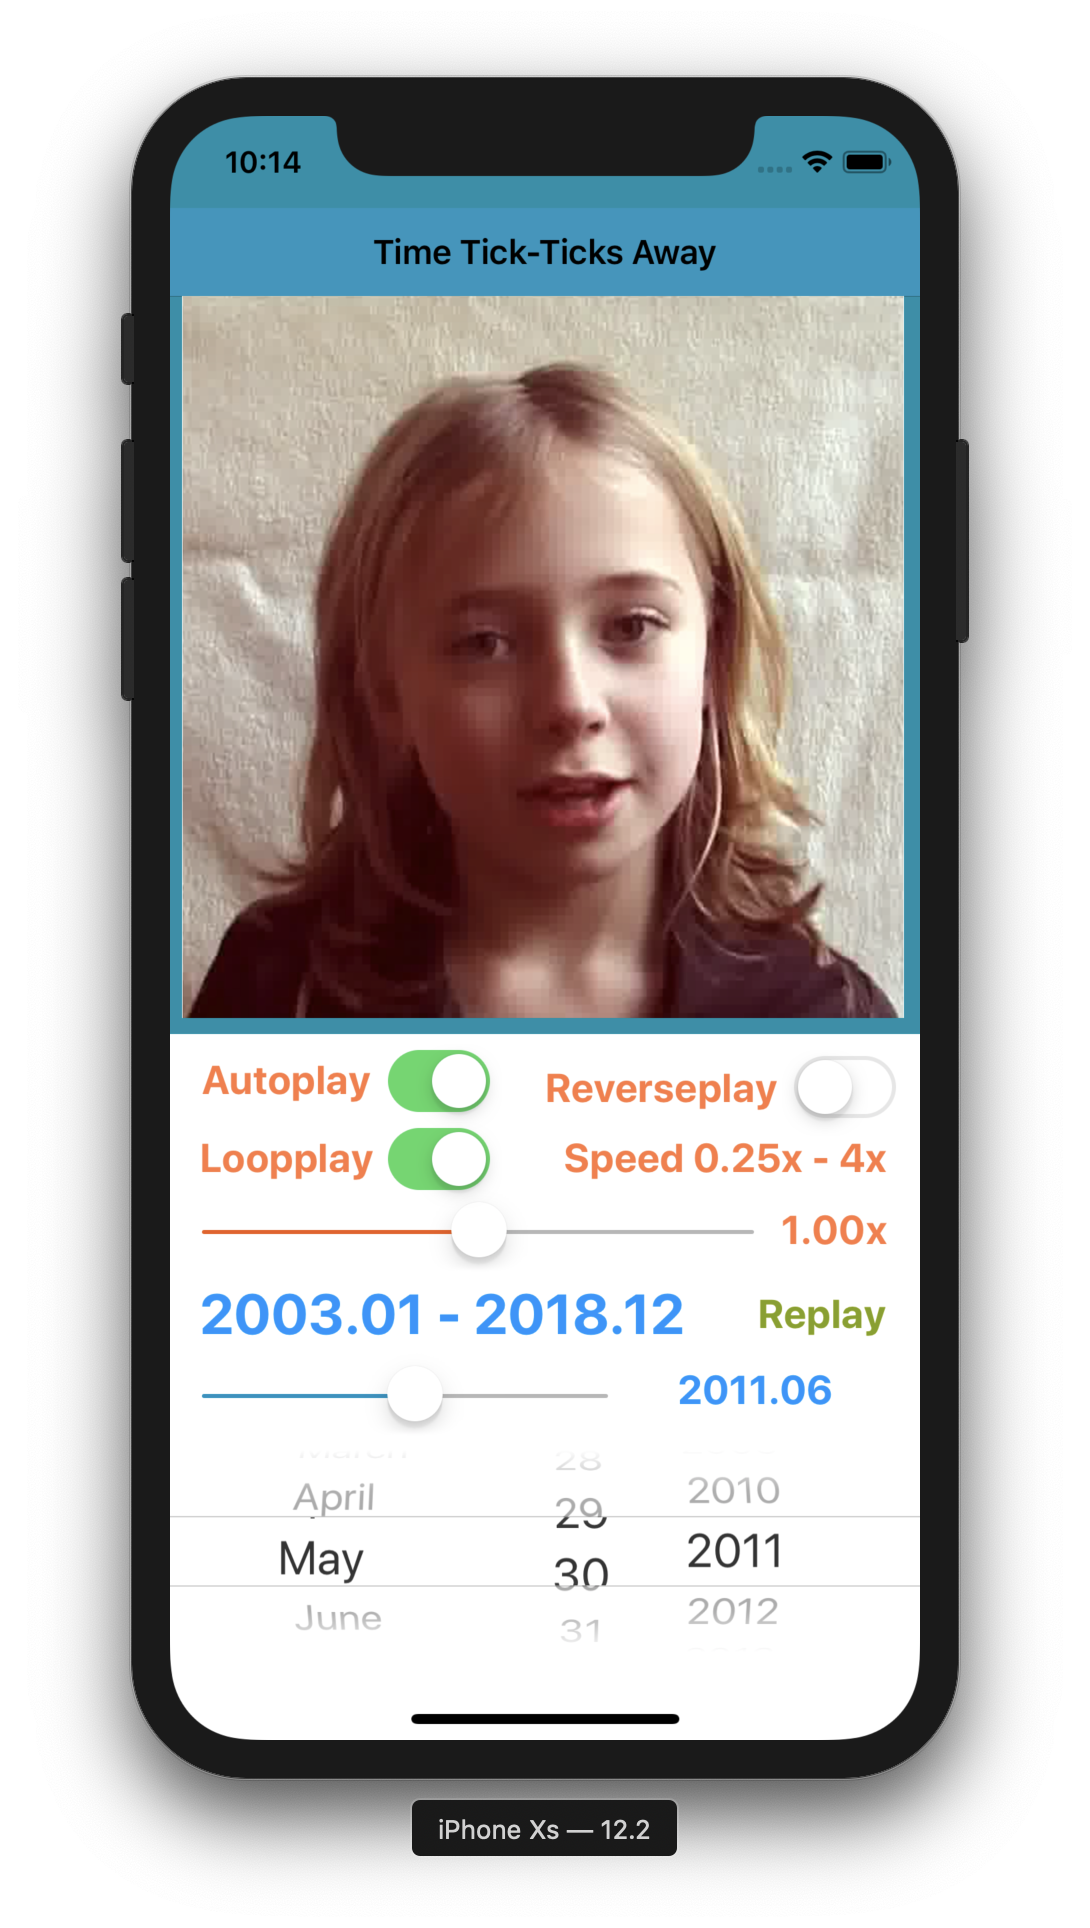 10:14
Time Tick-Ticks Away
Autoplay
Reverseplay
Loopplay
Speed 0.25x - 4x
1.00x
2003.01 - 2018.12
Replay
2011.06
March 28
April 29 2010
May 30 2011
June 31 2012
iPhone Xs — 12.2